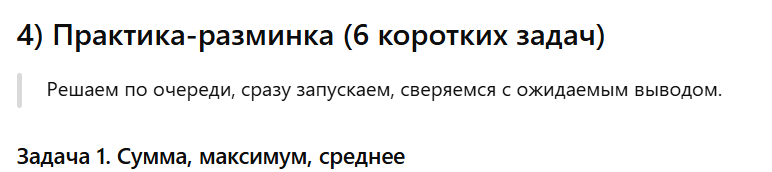 4) Практика-разминка (6 коротких задач)
Решаем по очереди, сразу запускаем, сверяемся с ожидаемым выводом.
Задача 1. Сумма, максимум, среднее